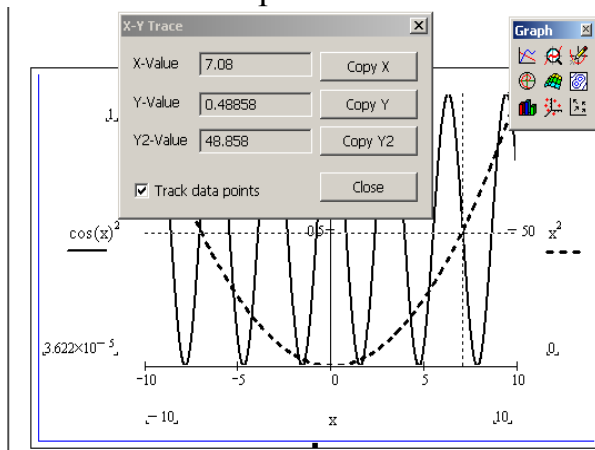 X-Y Trace
X-Value 7.08 Copy X
Y-Value 0.48858 Copy Y
Y2-Value 48.858 Copy Y2
Track data points Close
Graph
1
cos(x)²
0.5
50
x²
3.622×10⁻⁵
0
-10 -5 0 5 10
-10 x 10